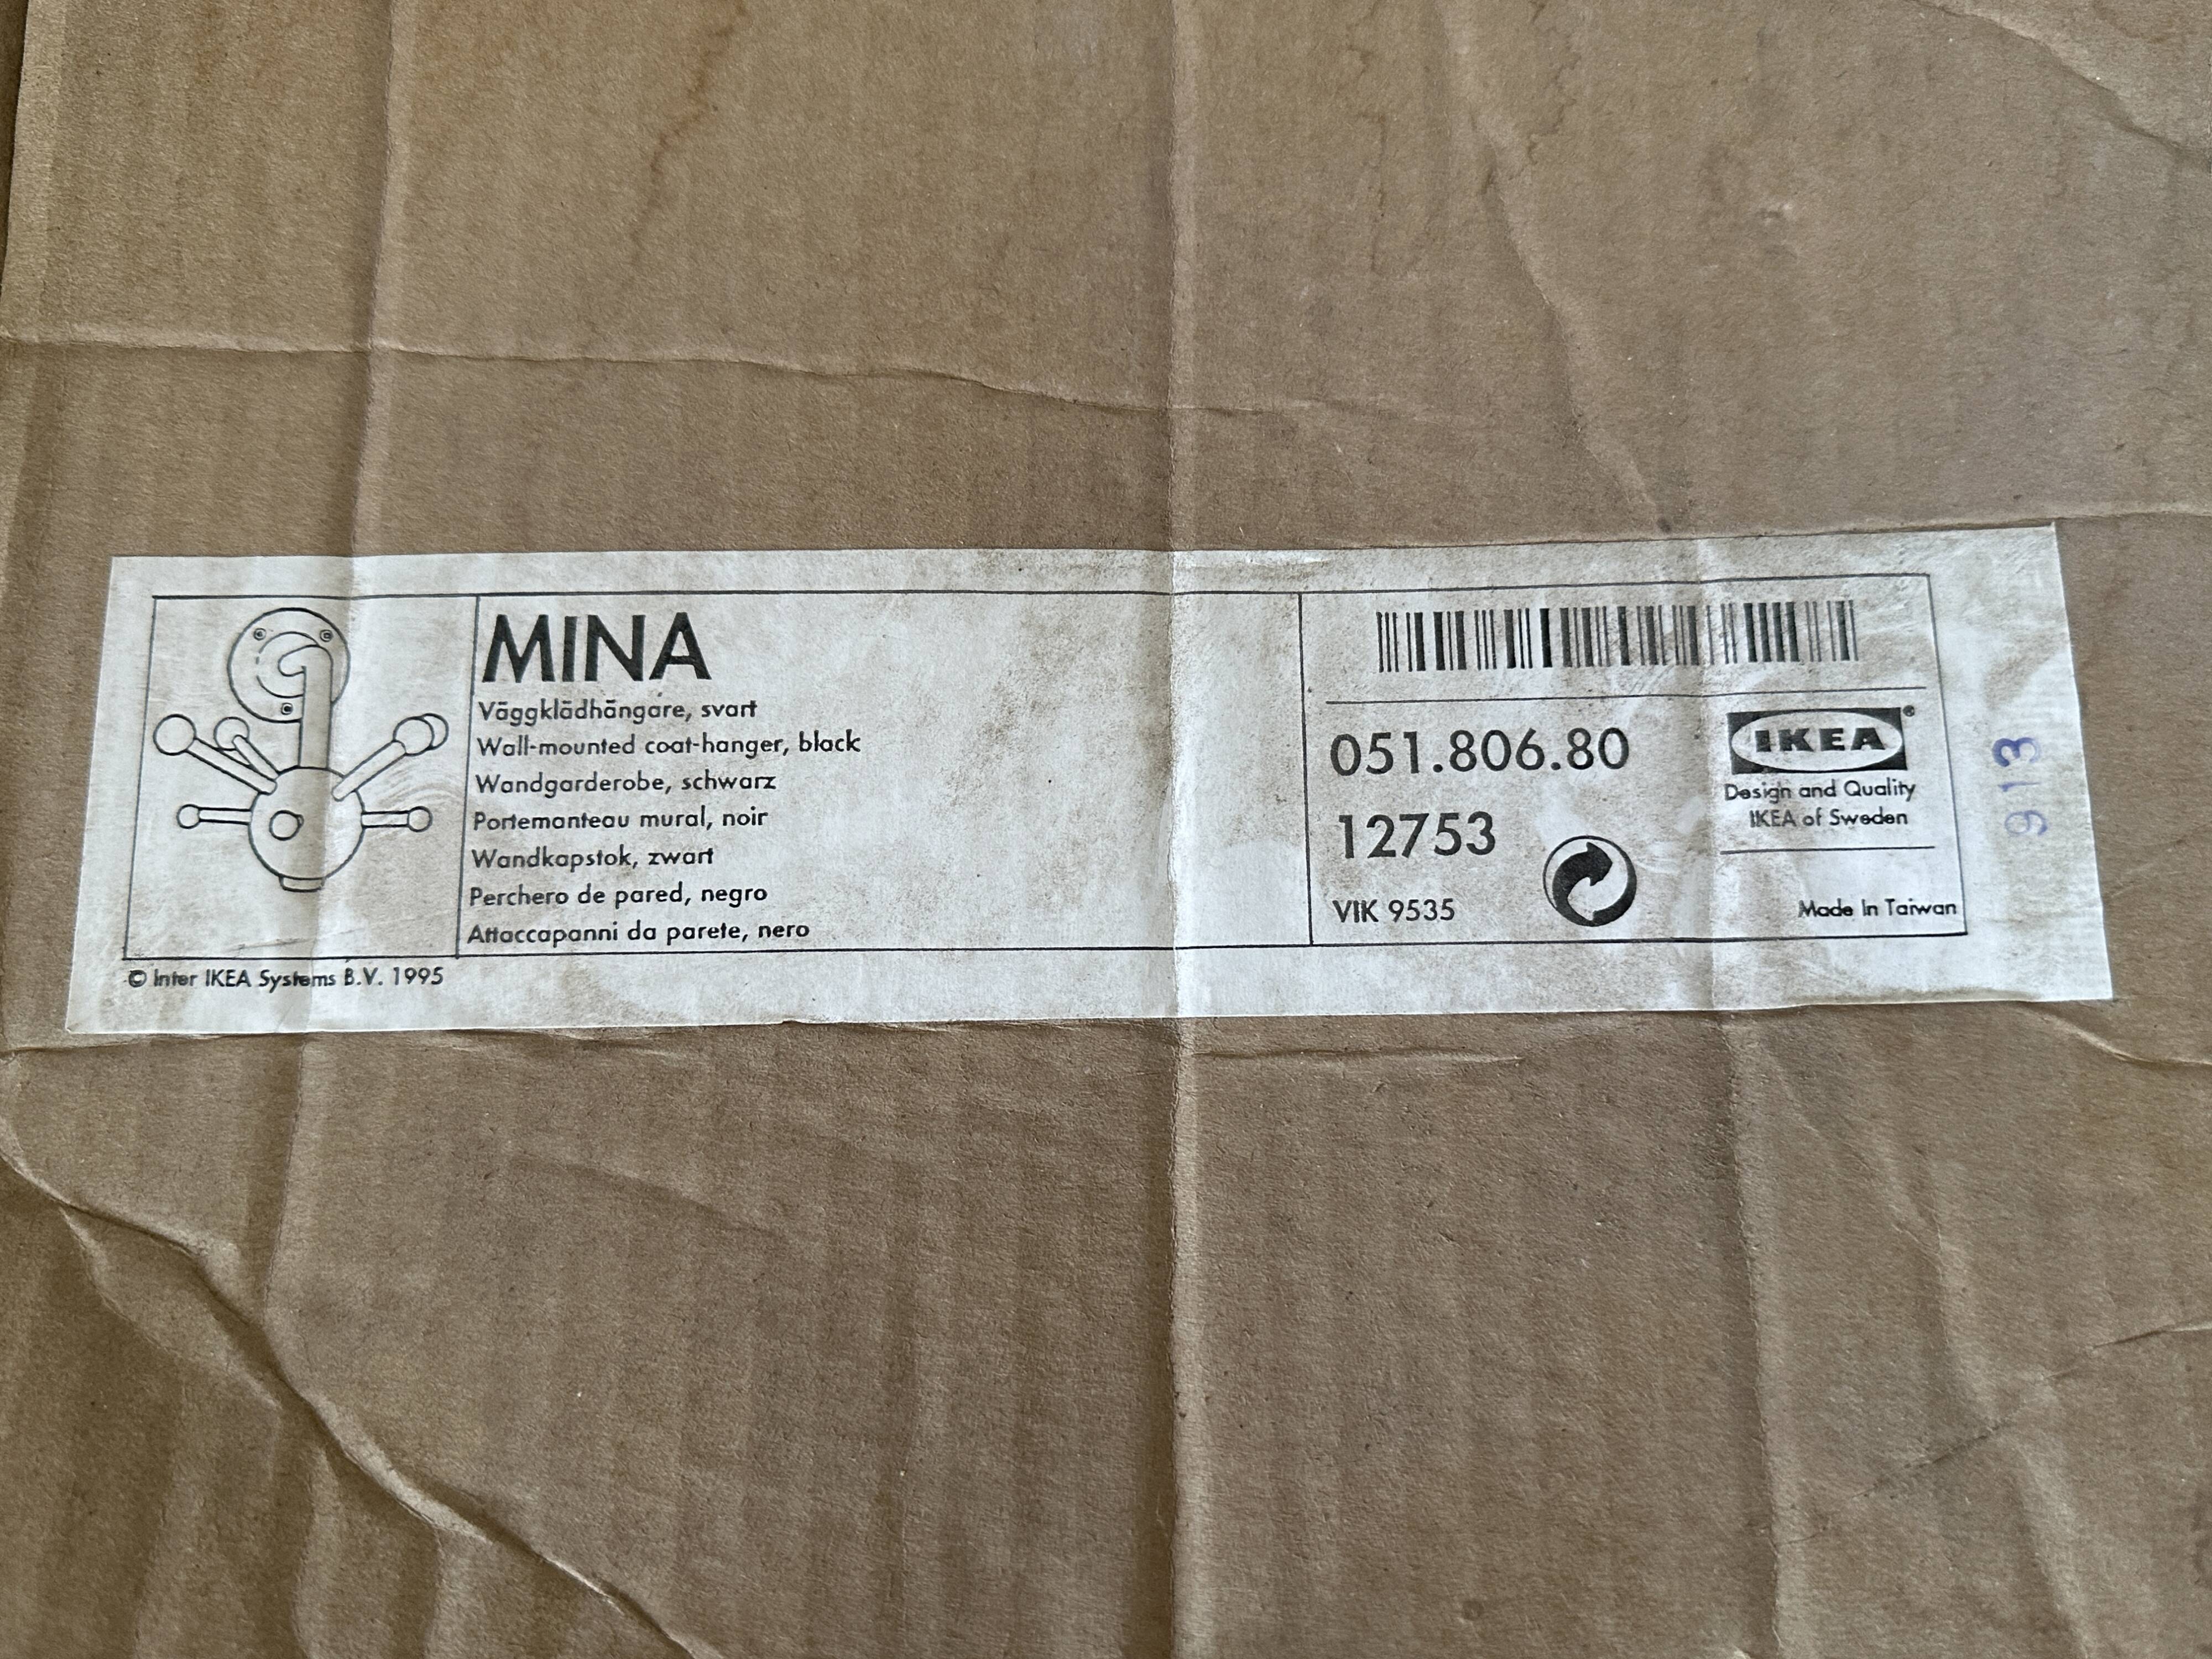 MINA
Väggklädhängare, svart
Wall-mounted coat-hanger, black
Wandgarderobe, schwarz
Portemanteau mural, noir
Wandkapstok, zwart
Perchero de pared, negro
Attaccapanni da parete, nero
© Inter IKEA Systems B.V. 1995
051.806.80
12753
VIK 9535
IKEA®
Design and Quality
IKEA of Sweden
Made In Taiwan
913